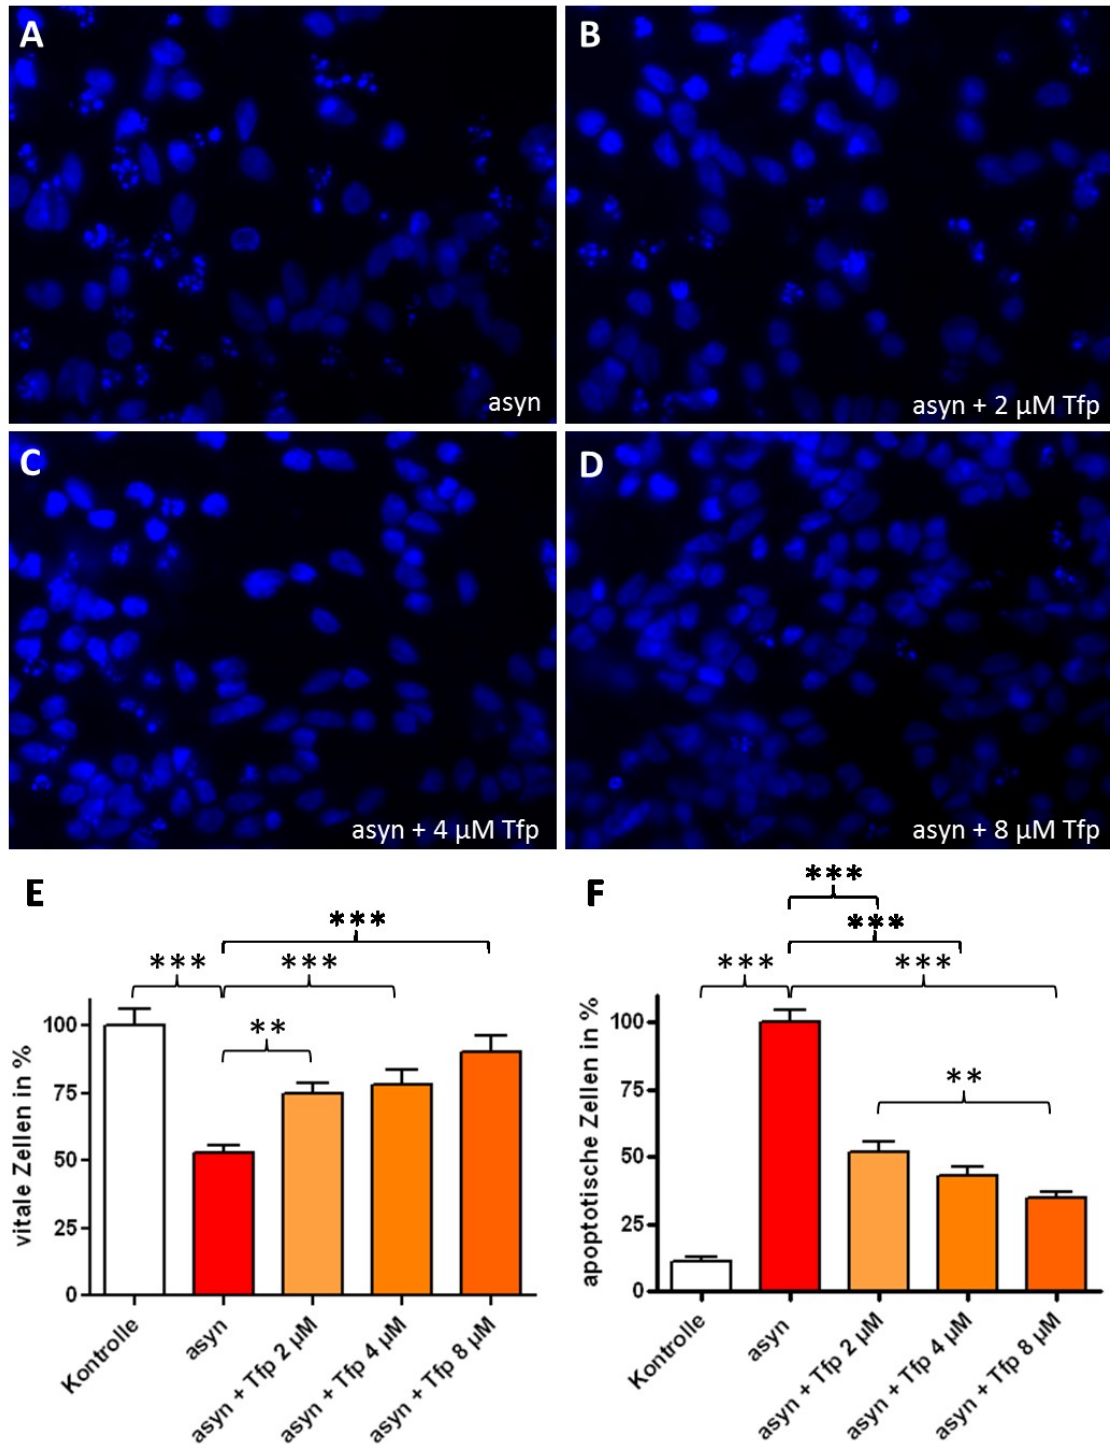 A
asyn
B
asyn + 2 µM Tfp
C
asyn + 4 µM Tfp
D
asyn + 8 µM Tfp
E
***
***
***
**
vitale Zellen in %
100
75
50
25
0
Kontrolle
asyn
asyn + Tfp 2 µM
asyn + Tfp 4 µM
asyn + Tfp 8 µM
F
***
***
***
***
**
apoptotische Zellen in %
100
75
50
25
0
Kontrolle
asyn
asyn + Tfp 2 µM
asyn + Tfp 4 µM
asyn + Tfp 8 µM